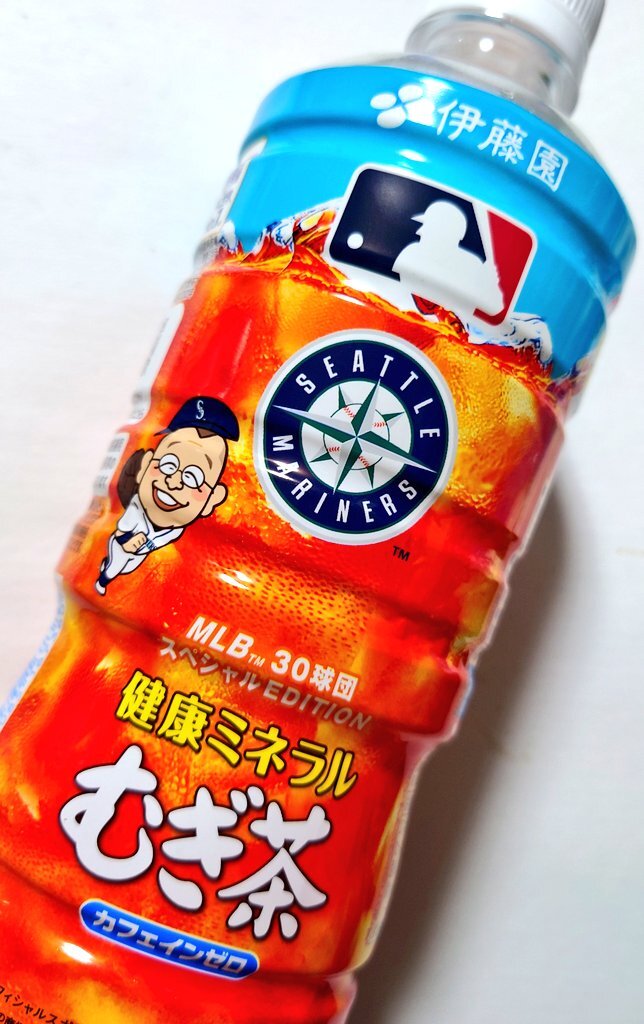 伊藤園
SEATTLE
MARINERS
TM
S
MLB™ 30球団
スペシャルEDITION
健康ミネラル
むぎ茶
カフェインゼロ